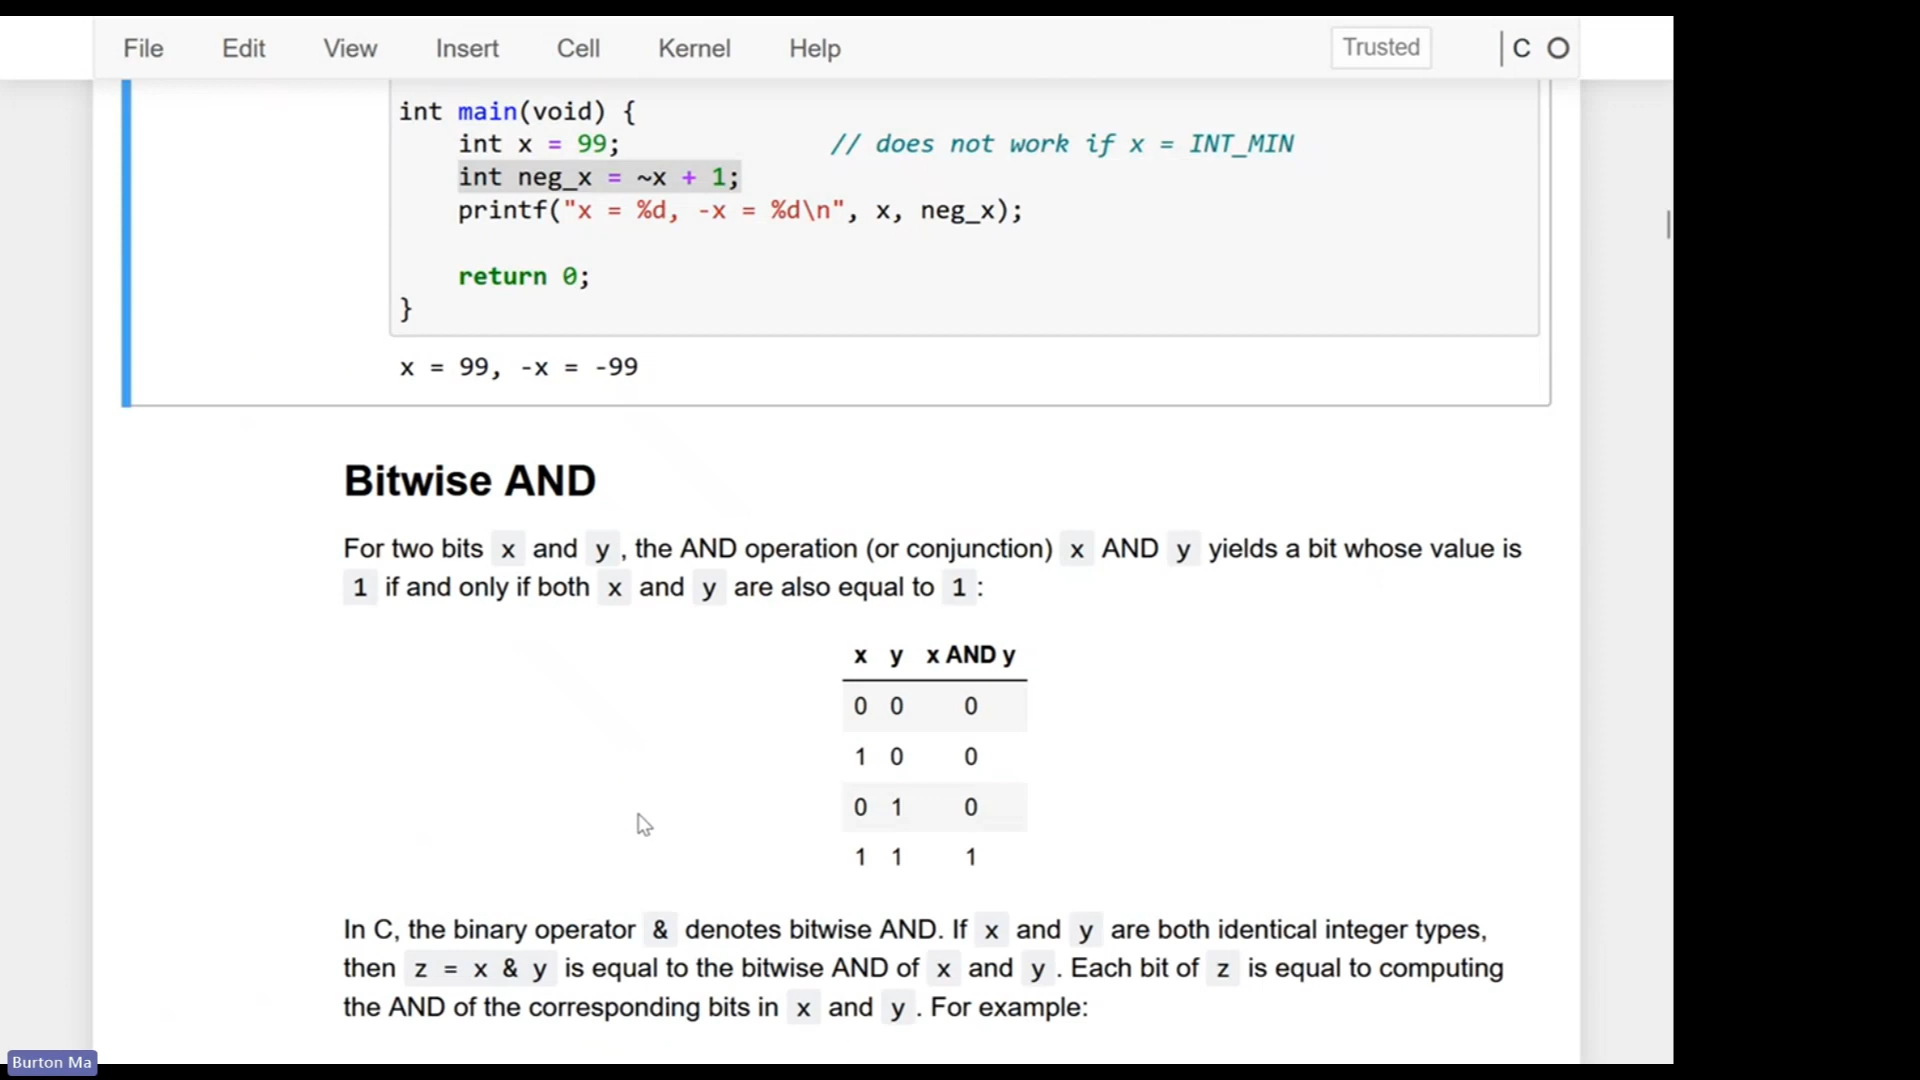 File Edit View Insert Cell Kernel Help Trusted C
int main(void) {
    int x = 99;              // does not work if x = INT_MIN
    int neg_x = ~x + 1;
    printf("x = %d, -x = %d\n", x, neg_x);
    return 0;
}
x = 99, -x = -99
Bitwise AND
For two bits x and y , the AND operation (or conjunction) x AND y yields a bit whose value is
1 if and only if both x and y are also equal to 1 :
x y x AND y
0 0 0
1 0 0
0 1 0
1 1 1
In C, the binary operator & denotes bitwise AND. If x and y are both identical integer types,
then z = x & y is equal to the bitwise AND of x and y . Each bit of z is equal to computing
the AND of the corresponding bits in x and y . For example:
Burton Ma